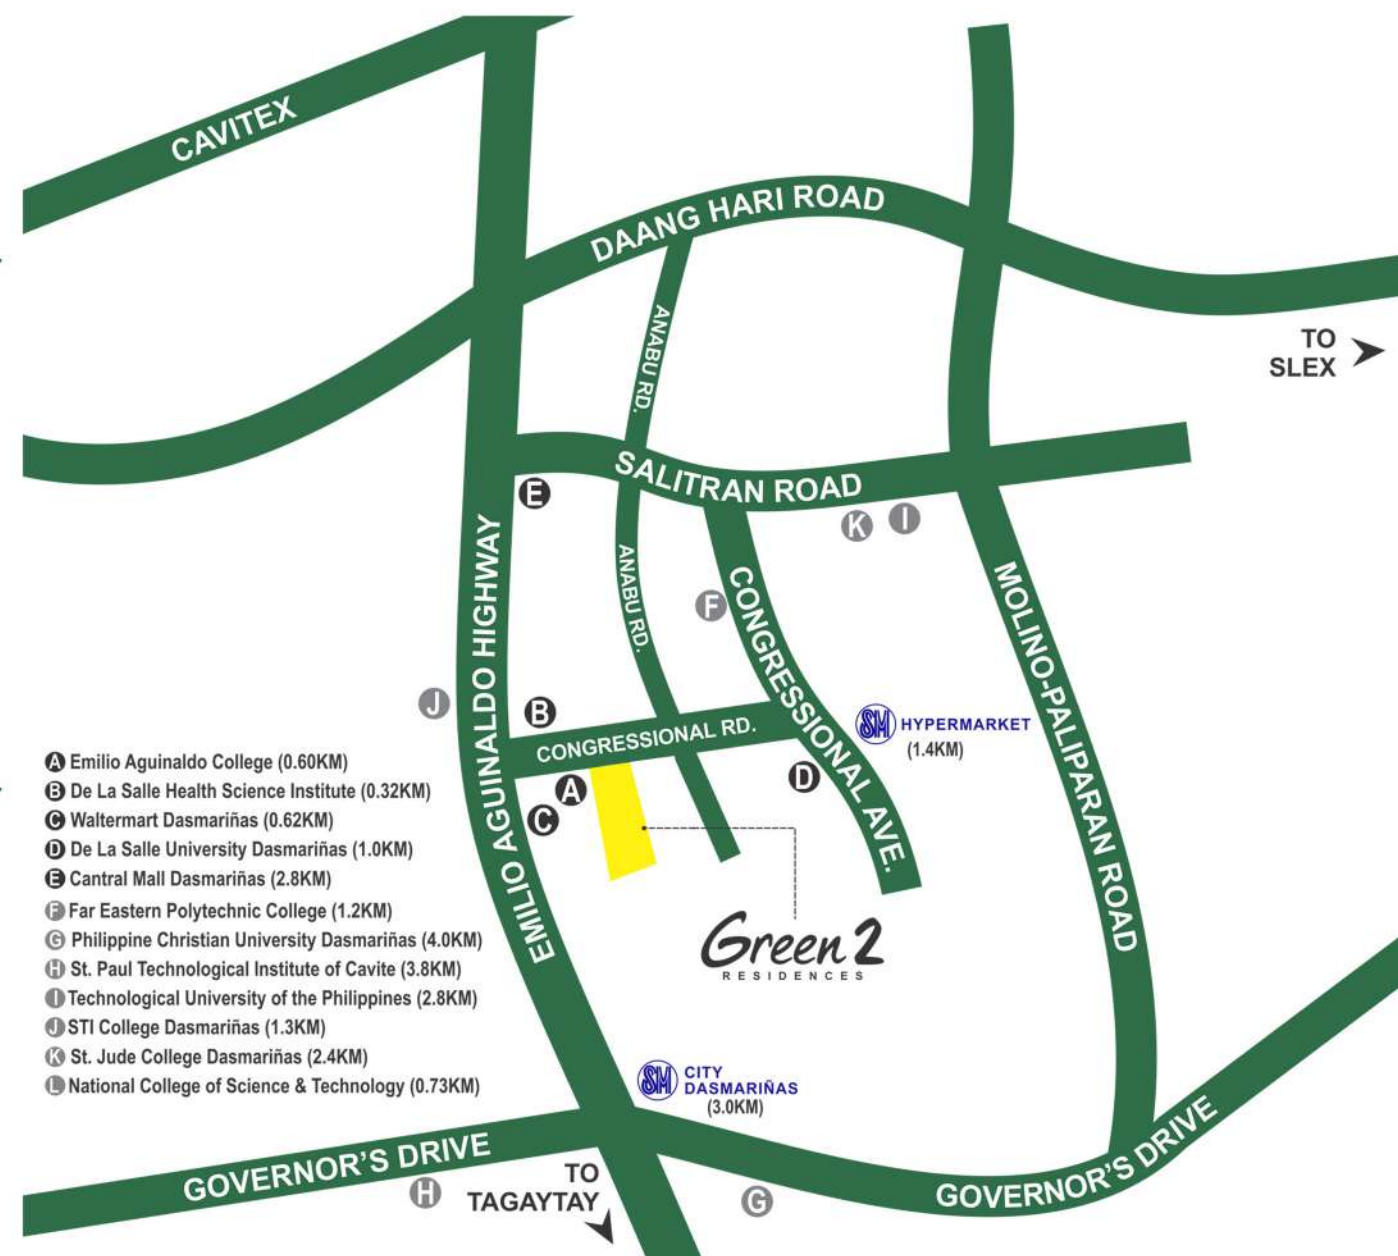 CAVITEX
DAANG HARI ROAD
ANABU RD.
TO
SLEX
SALITRAN ROAD
E
K
I
EMILIO AGUINALDO HIGHWAY
ANABU RD.
F
CONGRESSIONAL AVE.
MOLINO-PALIPARAN ROAD
J
B
CONGRESSIONAL RD.
SM HYPERMARKET
(1.4KM)
A
D
C
A Emilio Aguinaldo College (0.60KM)
B De La Salle Health Science Institute (0.32KM)
C Waltermart Dasmariñas (0.62KM)
D De La Salle University Dasmariñas (1.0KM)
E Cantral Mall Dasmariñas (2.8KM)
F Far Eastern Polytechnic College (1.2KM)
G Philippine Christian University Dasmariñas (4.0KM)
H St. Paul Technological Institute of Cavite (3.8KM)
I Technological University of the Philippines (2.8KM)
J STI College Dasmariñas (1.3KM)
K St. Jude College Dasmariñas (2.4KM)
L National College of Science & Technology (0.73KM)
Green 2
RESIDENCES
SM CITY
DASMARIÑAS
(3.0KM)
GOVERNOR'S DRIVE
H
TO
TAGAYTAY
G
GOVERNOR'S DRIVE